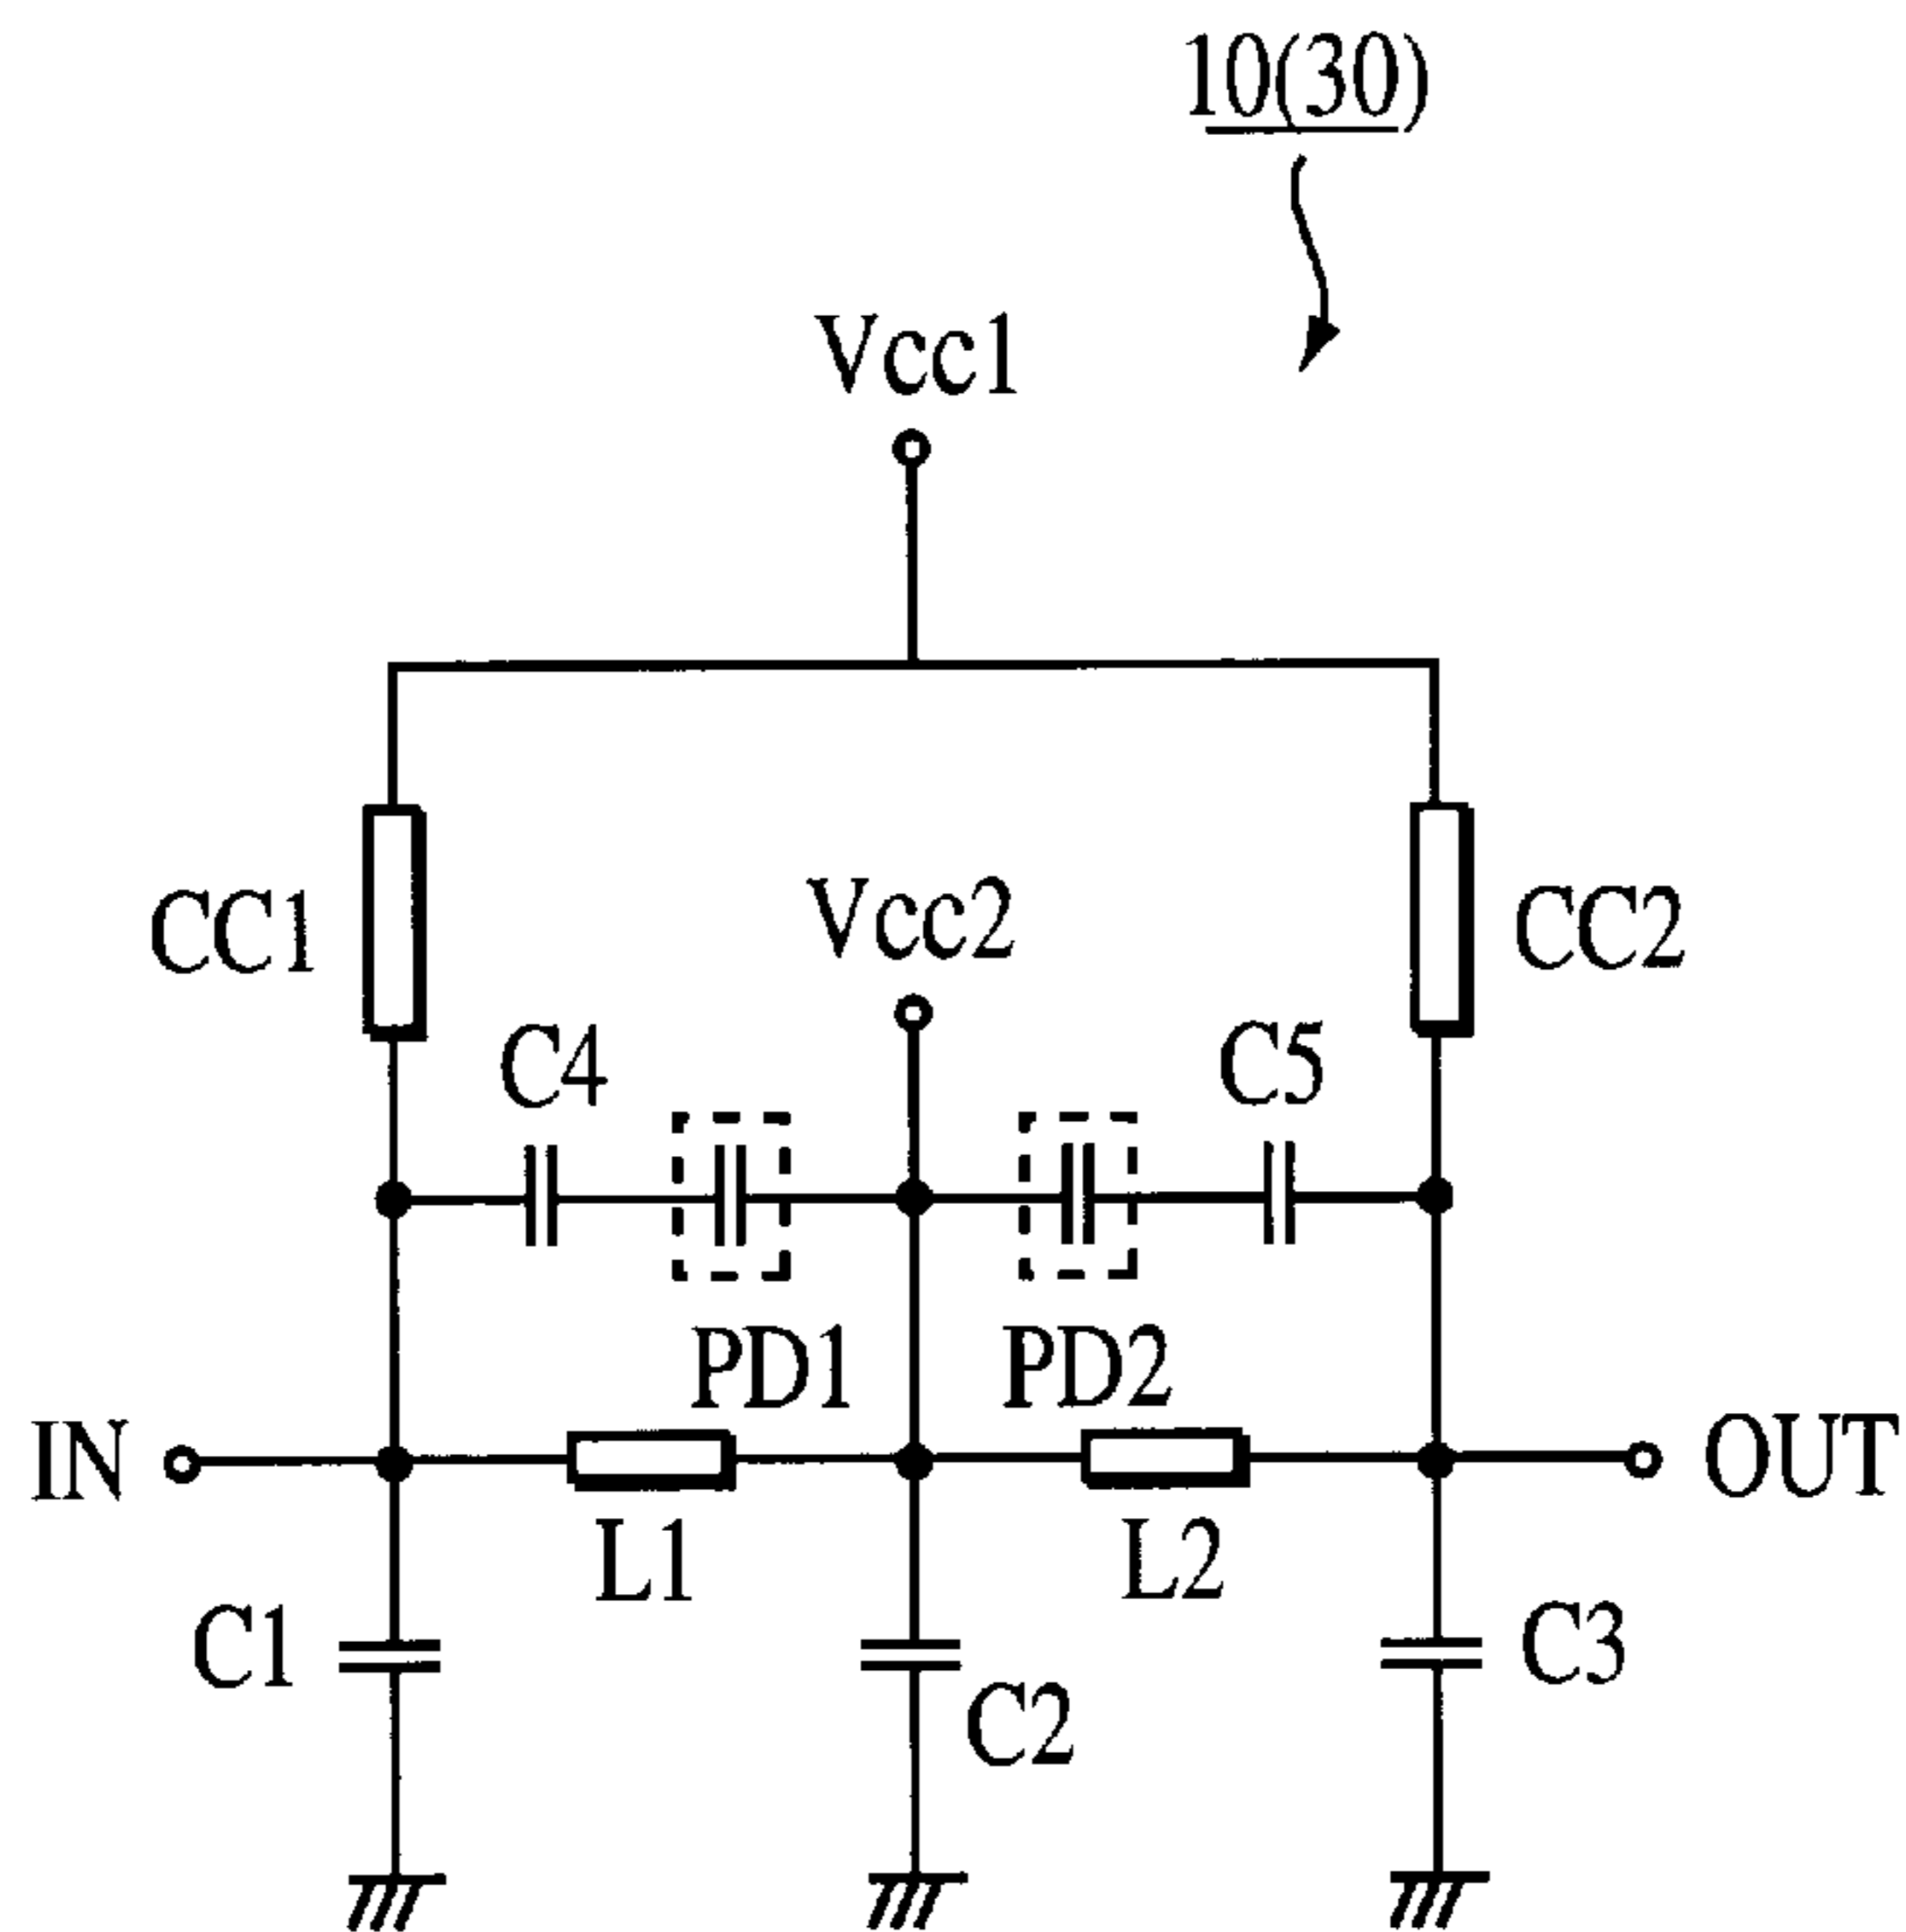 10(30)
Vcc1
CC1
Vcc2
CC2
C4
C5
PD1
PD2
IN
OUT
L1
L2
C1
C2
C3